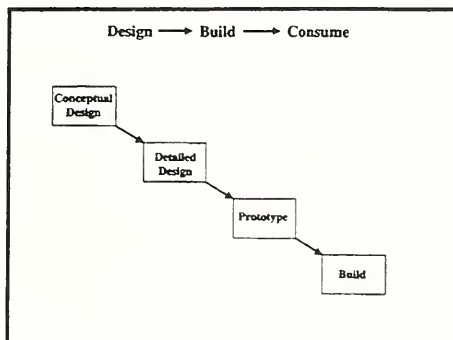 Design → Build → Consume
Conceptual
Design
Detailed
Design
Prototype
Build